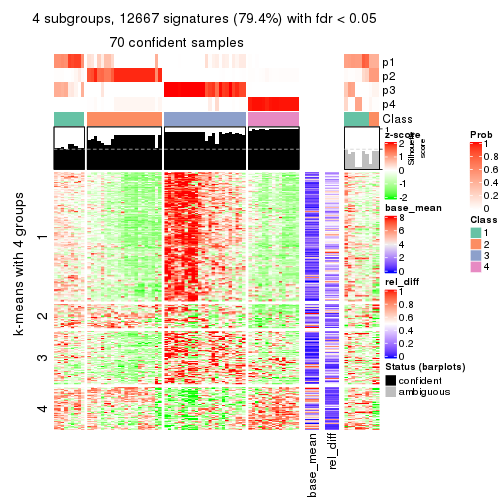 4 subgroups, 12667 signatures (79.4%) with fdr < 0.05
70 confident samples
p1
p2
p3
p4
Class
1
Silhouette
score
k-means with 4 groups
1
2
3
4
base_mean
rel_diff
z-score
2
1
0
-1
-2
base_mean
8
6
4
2
0
rel_diff
1
0.8
0.6
0.4
0.2
0
Status (barplots)
confident
ambiguous
Prob
1
0.8
0.6
0.4
0.2
0
Class
1
2
3
4